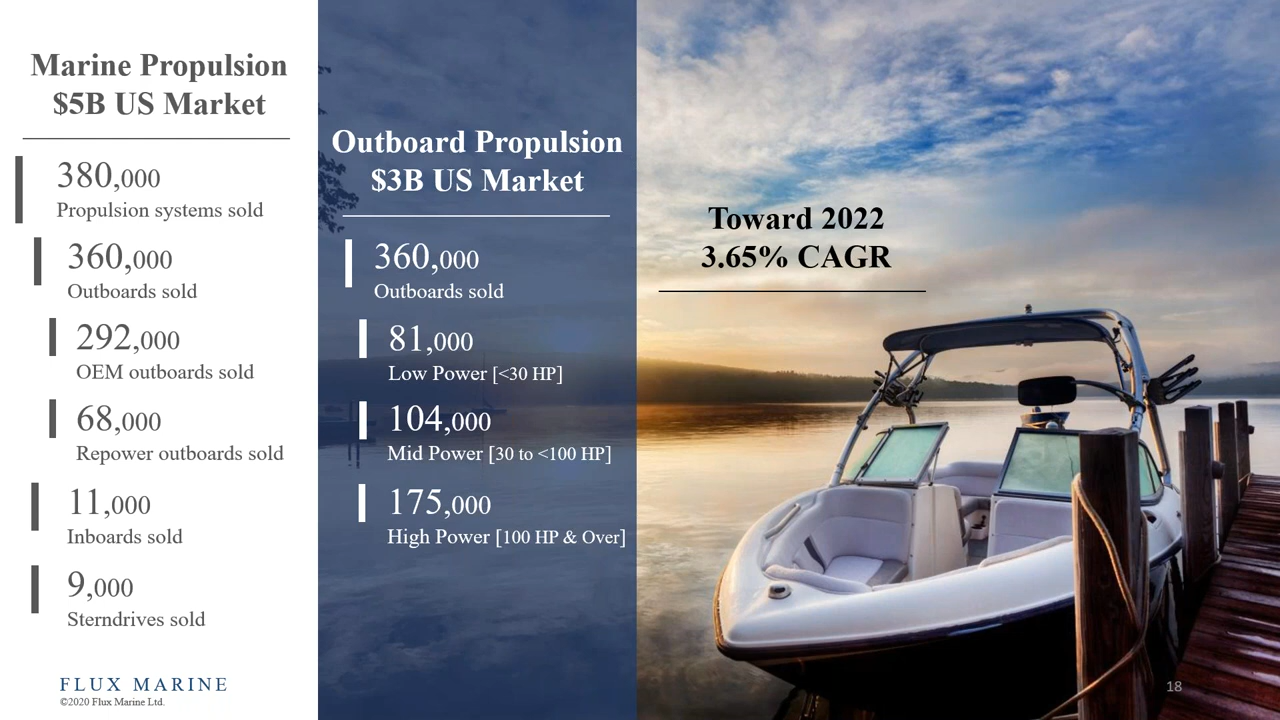 Marine Propulsion
$5B US Market
380,000
Propulsion systems sold
360,000
Outboards sold
292,000
OEM outboards sold
68,000
Repower outboards sold
11,000
Inboards sold
9,000
Sterndrives sold
FLUX MARINE
©2020 Flux Marine Ltd.
Outboard Propulsion
$3B US Market
360,000
Outboards sold
81,000
Low Power [<30 HP]
104,000
Mid Power [30 to <100 HP]
175,000
High Power [100 HP & Over]
Toward 2022
3.65% CAGR
18